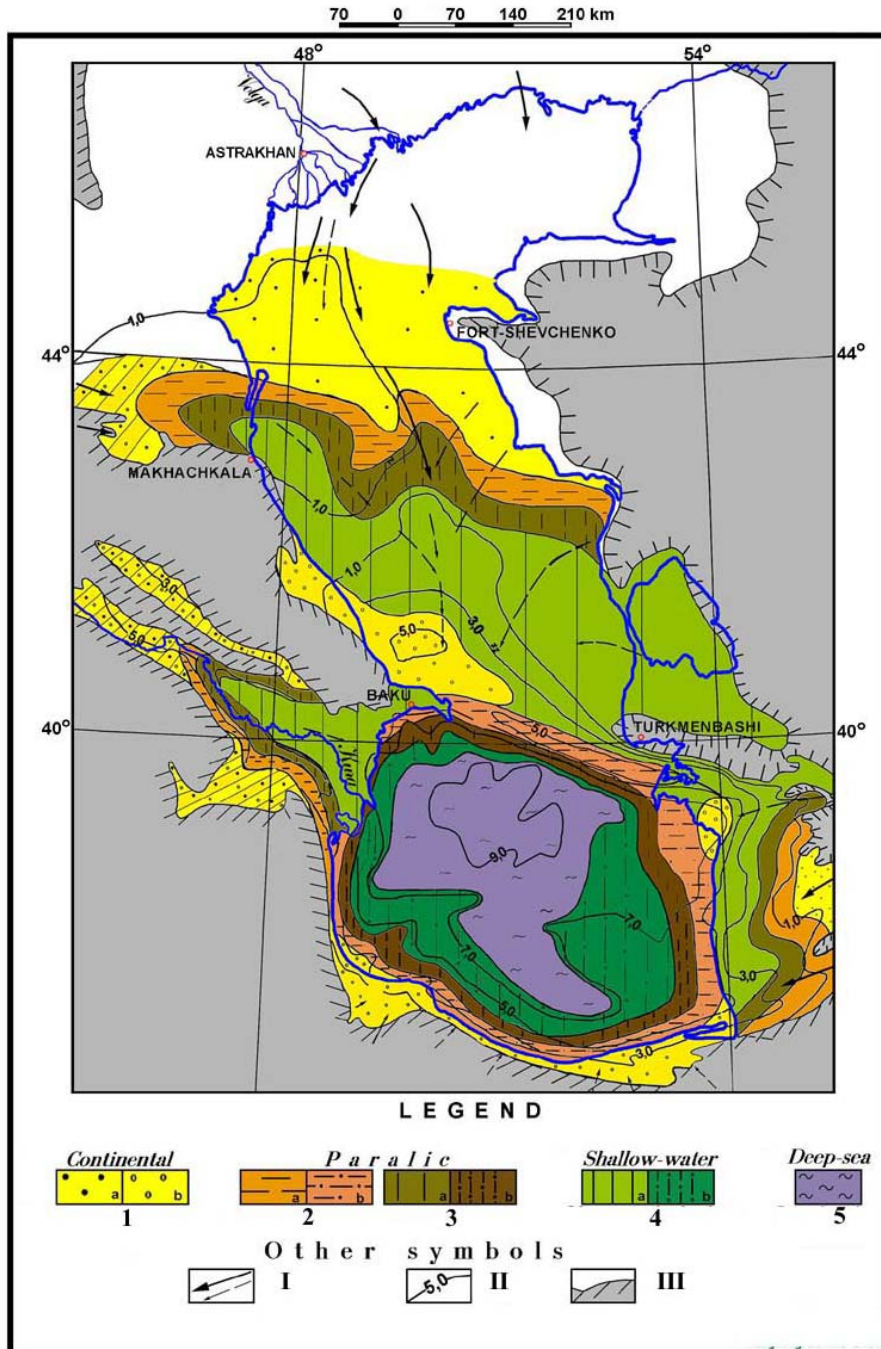 70 0 70 140 210 km
48° 54°
Volga
ASTRAKHAN
1,0
FORT-SHEVCHENKO
44° 44°
MAKHACHKALA
1,0
1,0
3,0
3,0
5,0
5,0
BAKU
40° 40°
TURKMENBASHI
5,0
9,0
7,0
1,0
7,0
3,0
5,0
3,0
LEGEND
Continental Paralic Shallow-water Deep-sea
a b a b a b a b
1 2 3 4 5
Other symbols
I 5,0 II III